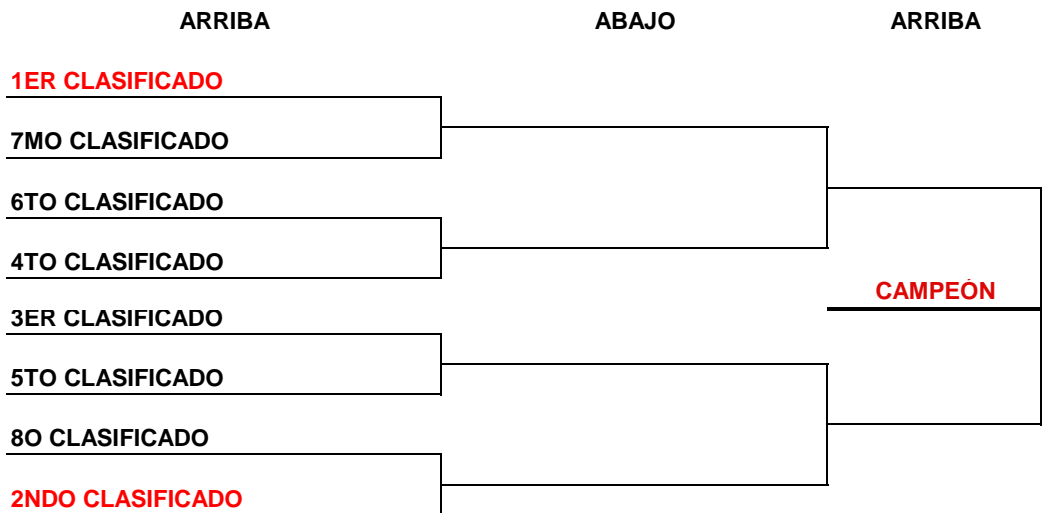 ARRIBA ABAJO ARRIBA
1ER CLASIFICADO
7MO CLASIFICADO
6TO CLASIFICADO
4TO CLASIFICADO
CAMPEÓN
3ER CLASIFICADO
5TO CLASIFICADO
8O CLASIFICADO
2NDO CLASIFICADO